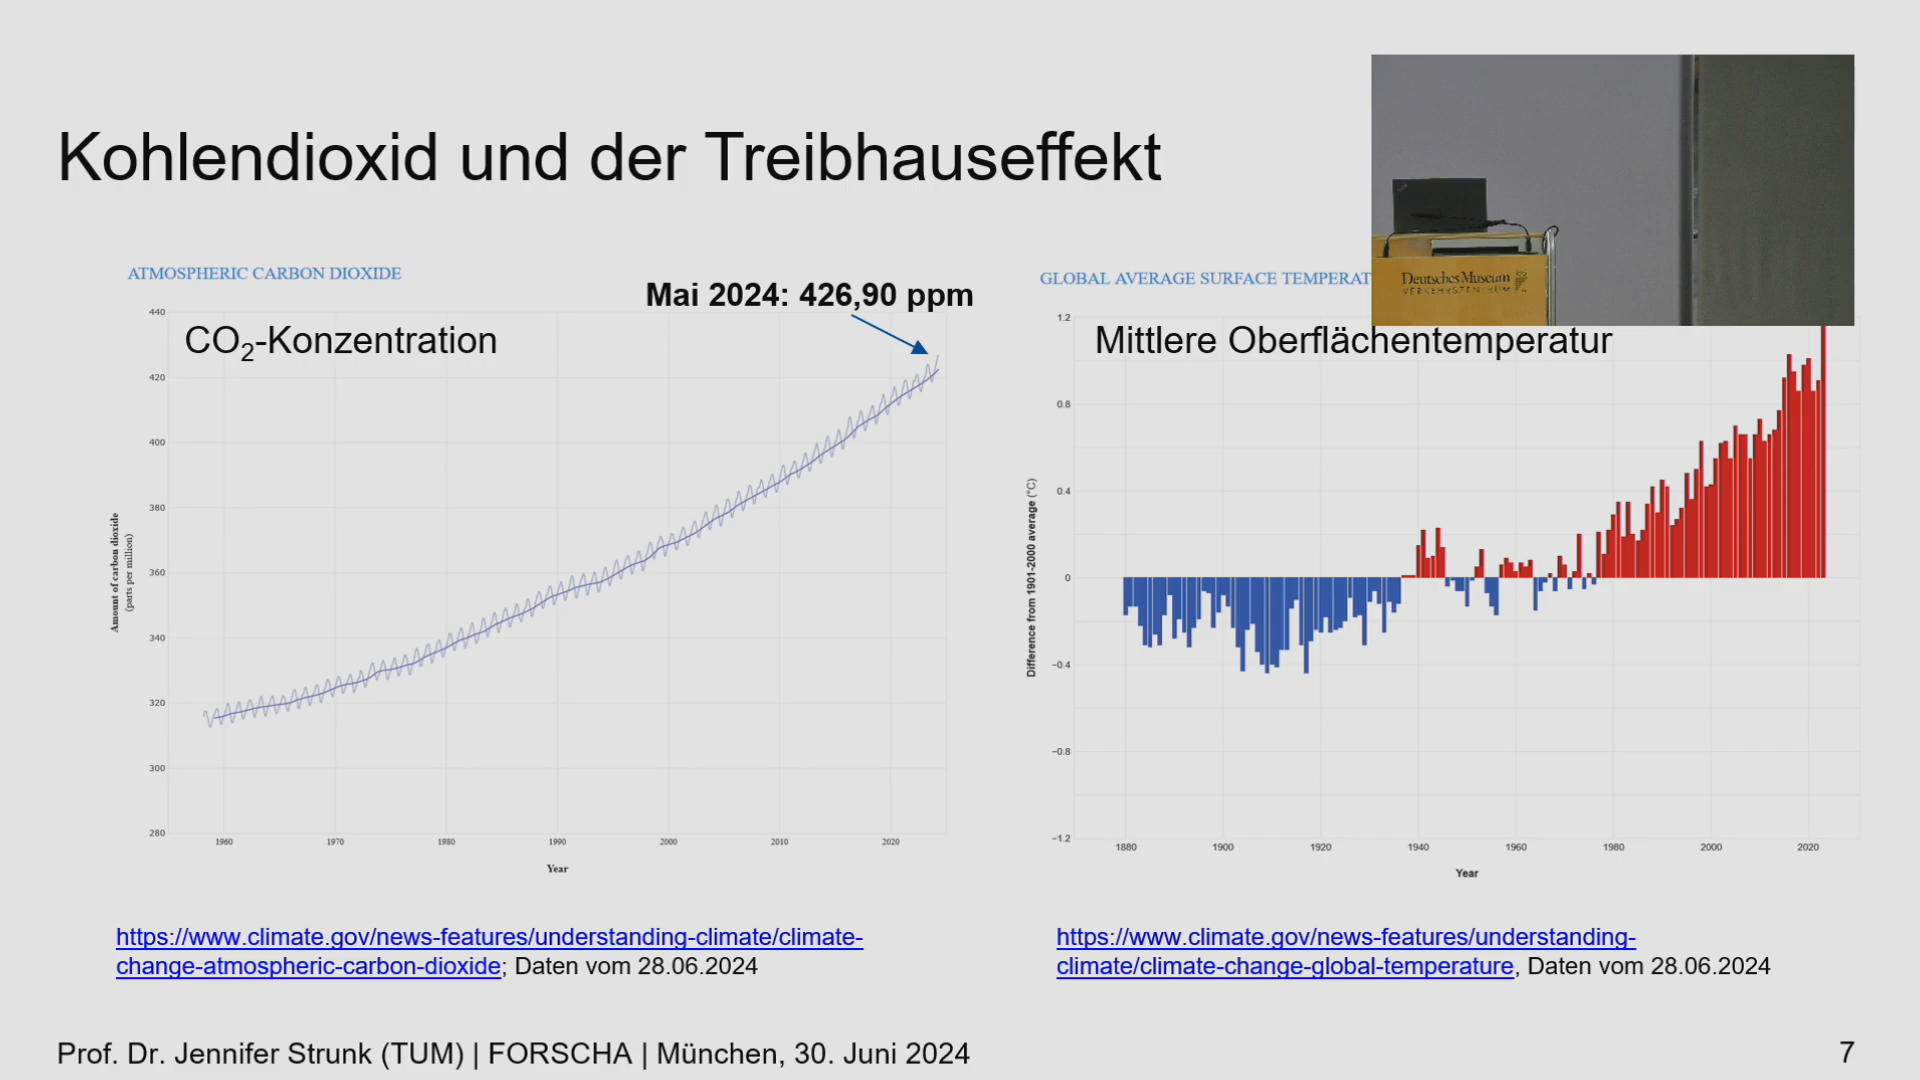 Kohlendioxid und der Treibhauseffekt
Deutsches Museum
VERKEHRSZENTRUM
ATMOSPHERIC CARBON DIOXIDE
Mai 2024: 426,90 ppm
CO₂-Konzentration
440
420
400
380
360
340
320
300
280
Amount of carbon dioxide
(parts per million)
1960 1970 1980 1990 2000 2010 2020
Year
GLOBAL AVERAGE SURFACE TEMPERAT
Mittlere Oberflächentemperatur
1.2
0.8
0.4
0
−0.4
−0.8
−1.2
Difference from 1901-2000 average (°C)
1880 1900 1920 1940 1960 1980 2000 2020
Year
https://www.climate.gov/news-features/understanding-climate/climate-
change-atmospheric-carbon-dioxide; Daten vom 28.06.2024
https://www.climate.gov/news-features/understanding-
climate/climate-change-global-temperature, Daten vom 28.06.2024
Prof. Dr. Jennifer Strunk (TUM) | FORSCHA | München, 30. Juni 2024
7